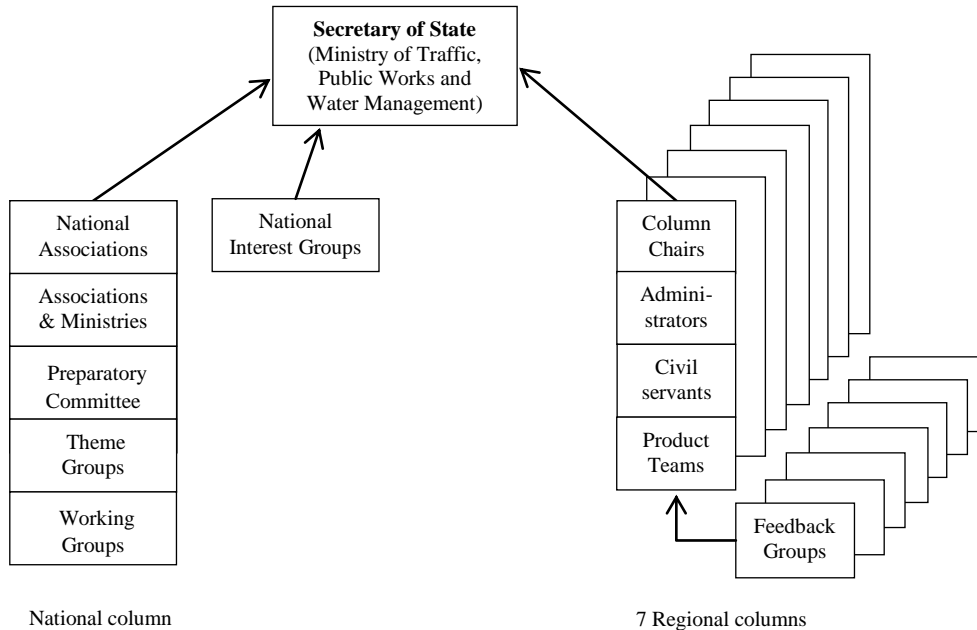 Secretary of State
(Ministry of Traffic,
Public Works and
Water Management)
National
Associations
Associations
& Ministries
Preparatory
Committee
Theme
Groups
Working
Groups
National
Interest Groups
Column
Chairs
Admini-
strators
Civil
servants
Product
Teams
Feedback
Groups
National column
7 Regional columns